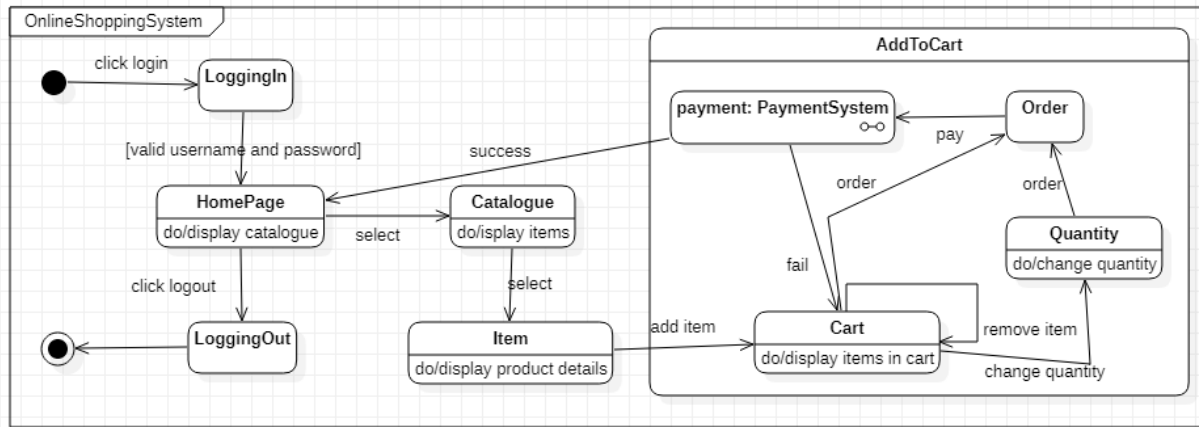 OnlineShoppingSystem
click login
LoggingIn
[valid username and password]
HomePage
do/display catalogue
select
Catalogue
do/isplay items
click logout
LoggingOut
select
Item
do/display product details
add item
success
AddToCart
payment: PaymentSystem
pay
Order
order
order
Quantity
do/change quantity
fail
Cart
do/display items in cart
remove item
change quantity